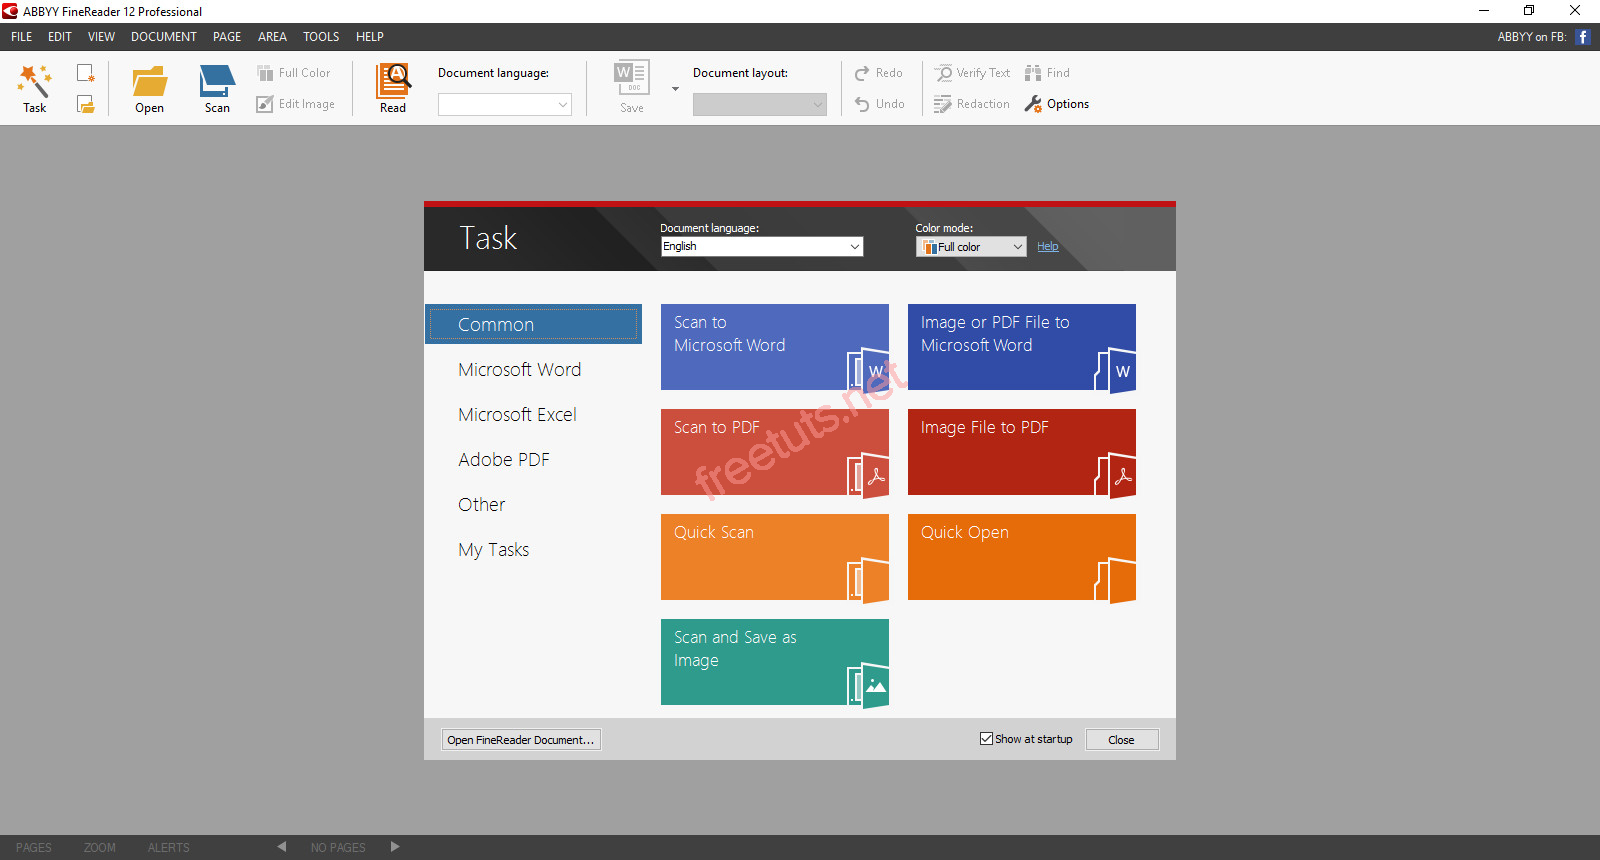 ABBYY FineReader 12 Professional
FILE EDIT VIEW DOCUMENT PAGE AREA TOOLS HELP ABBYY on FB: f
Task
Open
Scan
Full Color
Edit Image
Read
Document language:
W
DOC
Save
Document layout:
Redo
Undo
Verify Text
Redaction
Find
Options
Task
Document language:
English
Color mode:
Full color
Help
Common
Microsoft Word
Microsoft Excel
Adobe PDF
Other
My Tasks
Scan to
Microsoft Word
W
Image or PDF File to
Microsoft Word
W
Scan to PDF
Image File to PDF
Quick Scan
Quick Open
Scan and Save as
Image
freetuts.net
Open FineReader Document...
Show at startup
Close
PAGES ZOOM ALERTS NO PAGES